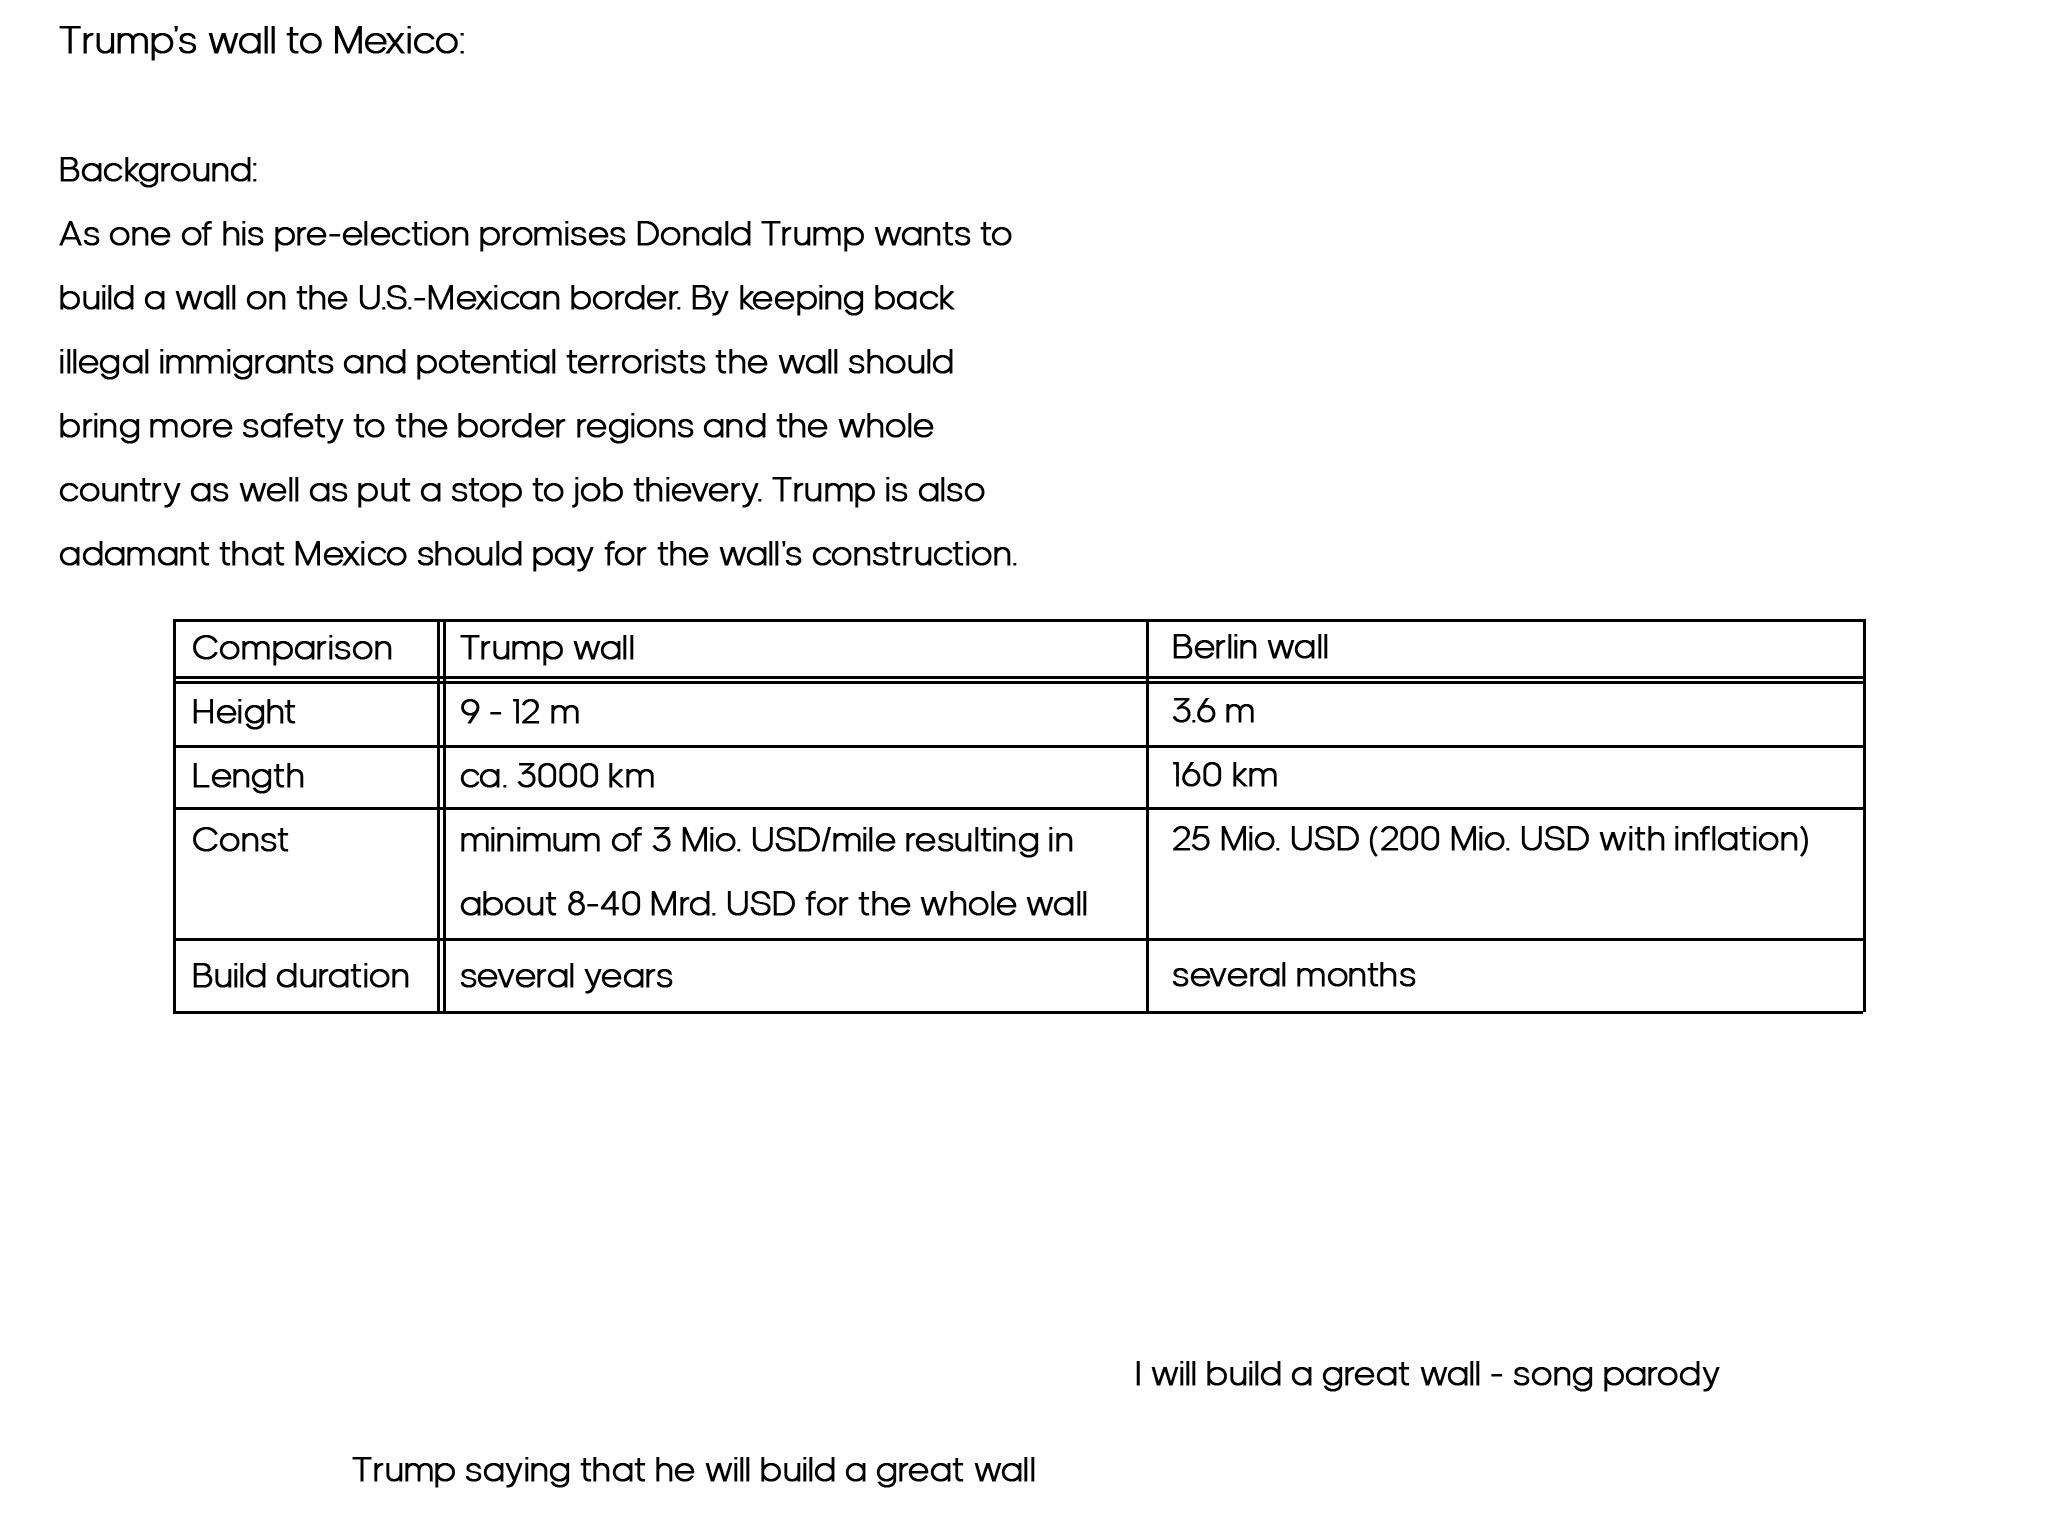 Trump's wall to Mexico:
Background:
As one of his pre-election promises Donald Trump wants to
build a wall on the U.S.-Mexican border. By keeping back
illegal immigrants and potential terrorists the wall should
bring more safety to the border regions and the whole
country as well as put a stop to job thievery. Trump is also
adamant that Mexico should pay for the wall's construction.
Comparison Trump wall Berlin wall
Height 9 - 12 m 3.6 m
Length ca. 3000 km 160 km
Const minimum of 3 Mio. USD/mile resulting in 25 Mio. USD (200 Mio. USD with inflation)
about 8-40 Mrd. USD for the whole wall
Build duration several years several months
I will build a great wall - song parody
Trump saying that he will build a great wall